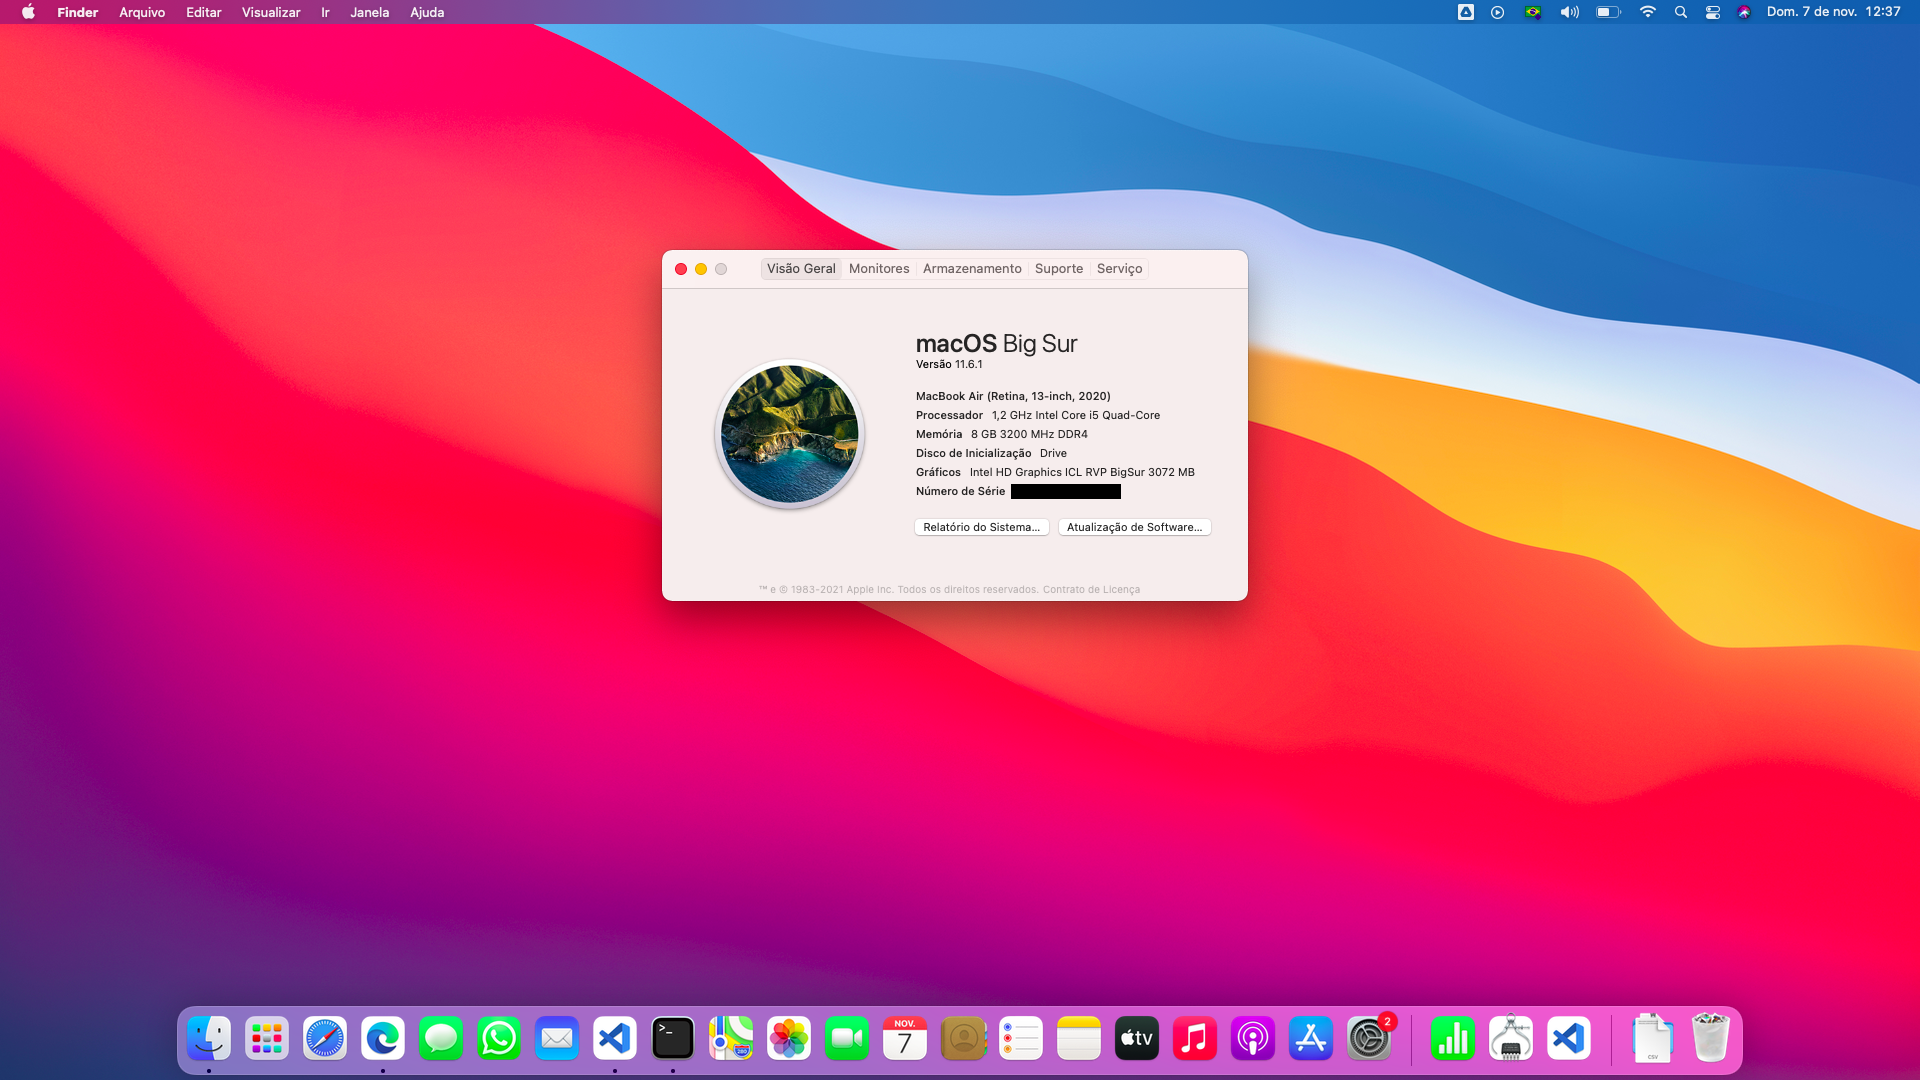 Finder Arquivo Editar Visualizar Ir Janela Ajuda Dom. 7 de nov. 12:37
Visão Geral Monitores Armazenamento Suporte Serviço
macOS Big Sur
Versão 11.6.1
MacBook Air (Retina, 13-inch, 2020)
Processador 1,2 GHz Intel Core i5 Quad-Core
Memória 8 GB 3200 MHz DDR4
Disco de Inicialização Drive
Gráficos Intel HD Graphics ICL RVP BigSur 3072 MB
Número de Série
Relatório do Sistema... Atualização de Software...
™ e © 1983-2021 Apple Inc. Todos os direitos reservados. Contrato de Licença
NOV.
7
tv
2
>_
280
CSV